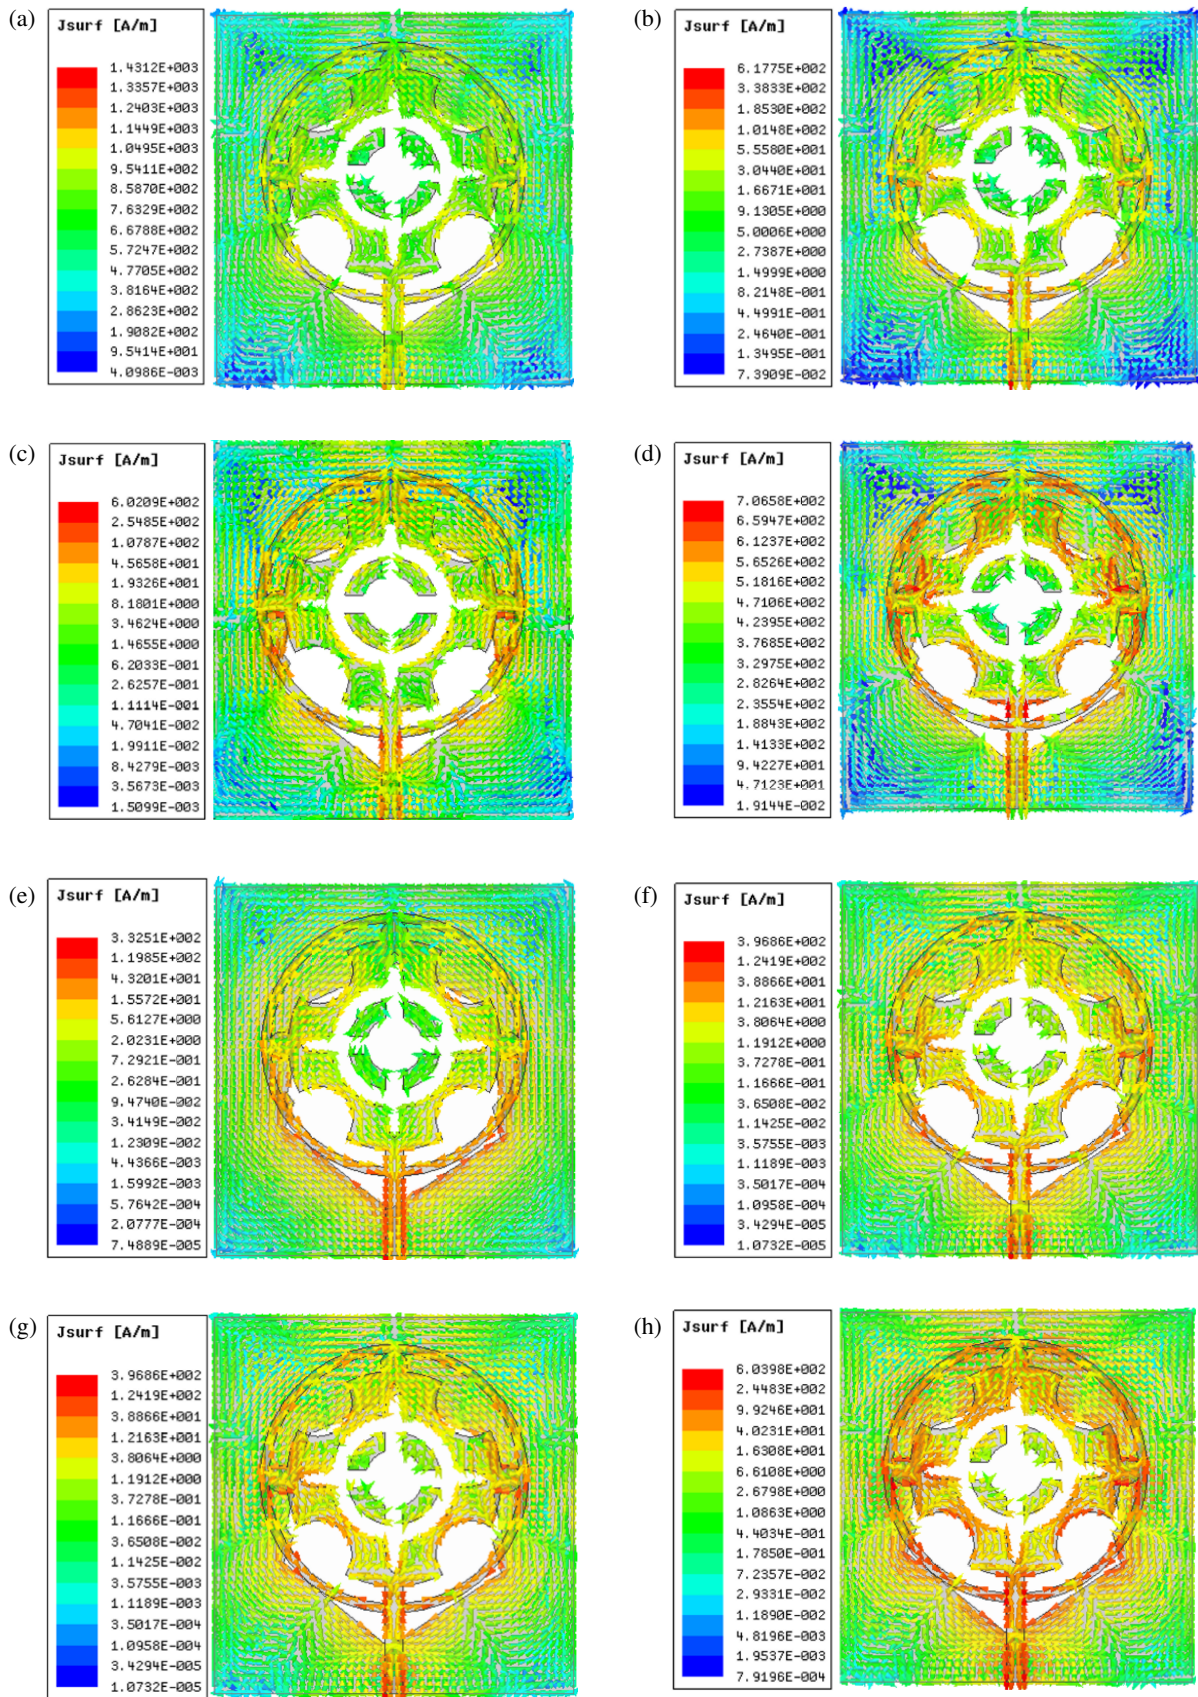 (a)
Jsurf [A/m]
1.4312E+003
1.3357E+003
1.2403E+003
1.1449E+003
1.0495E+003
9.5411E+002
8.5870E+002
7.6329E+002
6.6788E+002
5.7247E+002
4.7705E+002
3.8164E+002
2.8623E+002
1.9082E+002
9.5414E+001
4.0986E-003
(b)
Jsurf [A/m]
6.1775E+002
3.3833E+002
1.8530E+002
1.0148E+002
5.5580E+001
3.0440E+001
1.6671E+001
9.1305E+000
5.0006E+000
2.7387E+000
1.4999E+000
8.2148E-001
4.4991E-001
2.4640E-001
1.3495E-001
7.3909E-002
(c)
Jsurf [A/m]
6.0209E+002
2.5485E+002
1.0787E+002
4.5658E+001
1.9326E+001
8.1801E+000
3.4624E+000
1.4655E+000
6.2033E-001
2.6257E-001
1.1114E-001
4.7041E-002
1.9911E-002
8.4279E-003
3.5673E-003
1.5099E-003
(d)
Jsurf [A/m]
7.0658E+002
6.5947E+002
6.1237E+002
5.6526E+002
5.1816E+002
4.7106E+002
4.2395E+002
3.7685E+002
3.2975E+002
2.8264E+002
2.3554E+002
1.8843E+002
1.4133E+002
9.4227E+001
4.7123E+001
1.9144E-002
(e)
Jsurf [A/m]
3.3251E+002
1.1985E+002
4.3201E+001
1.5572E+001
5.6127E+000
2.0231E+000
7.2921E-001
2.6284E-001
9.4740E-002
3.4149E-002
1.2309E-002
4.4366E-003
1.5992E-003
5.7642E-004
2.0777E-004
7.4889E-005
(f)
Jsurf [A/m]
3.9686E+002
1.2419E+002
3.8866E+001
1.2163E+001
3.8064E+000
1.1912E+000
3.7278E-001
1.1666E-001
3.6508E-002
1.1425E-002
3.5755E-003
1.1189E-003
3.5017E-004
1.0958E-004
3.4294E-005
1.0732E-005
(g)
Jsurf [A/m]
3.9686E+002
1.2419E+002
3.8866E+001
1.2163E+001
3.8064E+000
1.1912E+000
3.7278E-001
1.1666E-001
3.6508E-002
1.1425E-002
3.5755E-003
1.1189E-003
3.5017E-004
1.0958E-004
3.4294E-005
1.0732E-005
(h)
Jsurf [A/m]
6.0398E+002
2.4483E+002
9.9246E+001
4.0231E+001
1.6308E+001
6.6108E+000
2.6798E+000
1.0863E+000
4.4034E-001
1.7850E-001
7.2357E-002
2.9331E-002
1.1890E-002
4.8196E-003
1.9537E-003
7.9196E-004